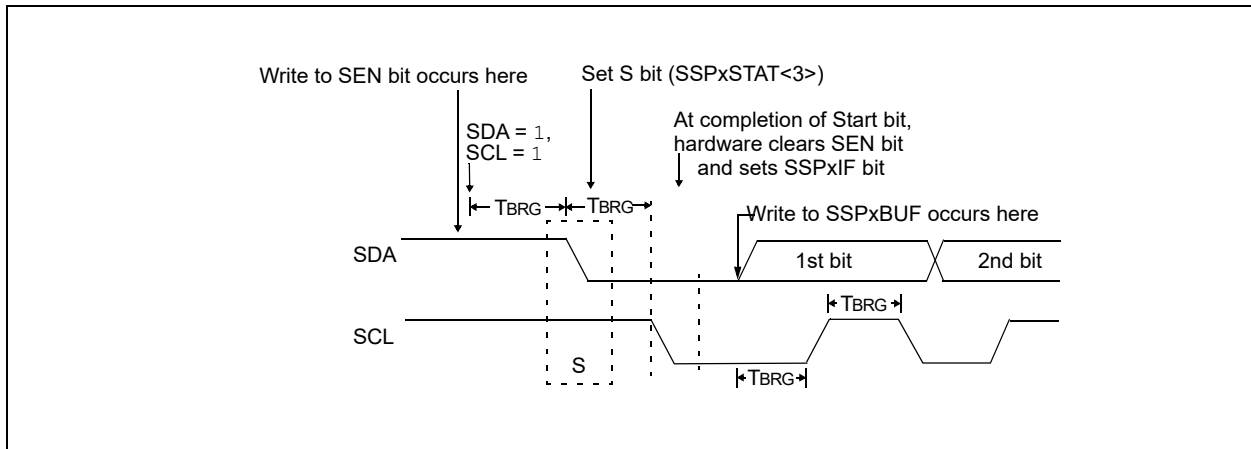 Write to SEN bit occurs here
Set S bit (SSPxSTAT<3>)
SDA = 1,
SCL = 1
At completion of Start bit,
hardware clears SEN bit
and sets SSPxIF bit
TBRG
TBRG
Write to SSPxBUF occurs here
SDA
1st bit
2nd bit
TBRG
SCL
S
TBRG